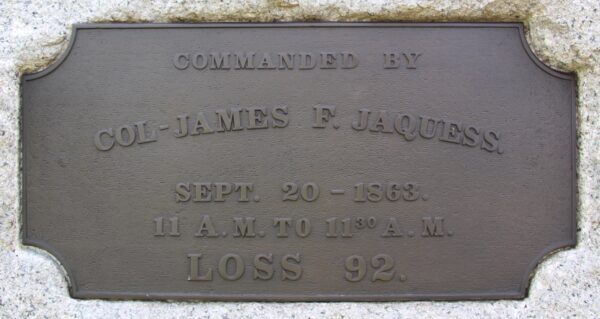 COMMANDED BY
COL-JAMES F. JAQUESS.
SEPT. 20 - 1863.
11 A.M. TO 11³⁰ A.M.
LOSS 92.